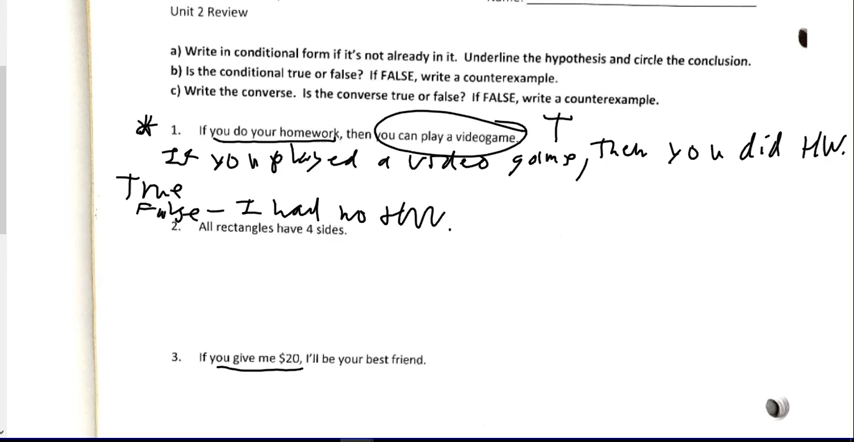 Unit 2 Review
a) Write in conditional form if it's not already in it. Underline the hypothesis and circle the conclusion.
b) Is the conditional true or false? If FALSE, write a counterexample.
c) Write the converse. Is the converse true or false? If FALSE, write a counterexample.
* 1. If you do your homework, then you can play a videogame. T
If you played a video game, then you did HW.
True
False - I had no HW.
2. All rectangles have 4 sides.
3. If you give me $20, I'll be your best friend.